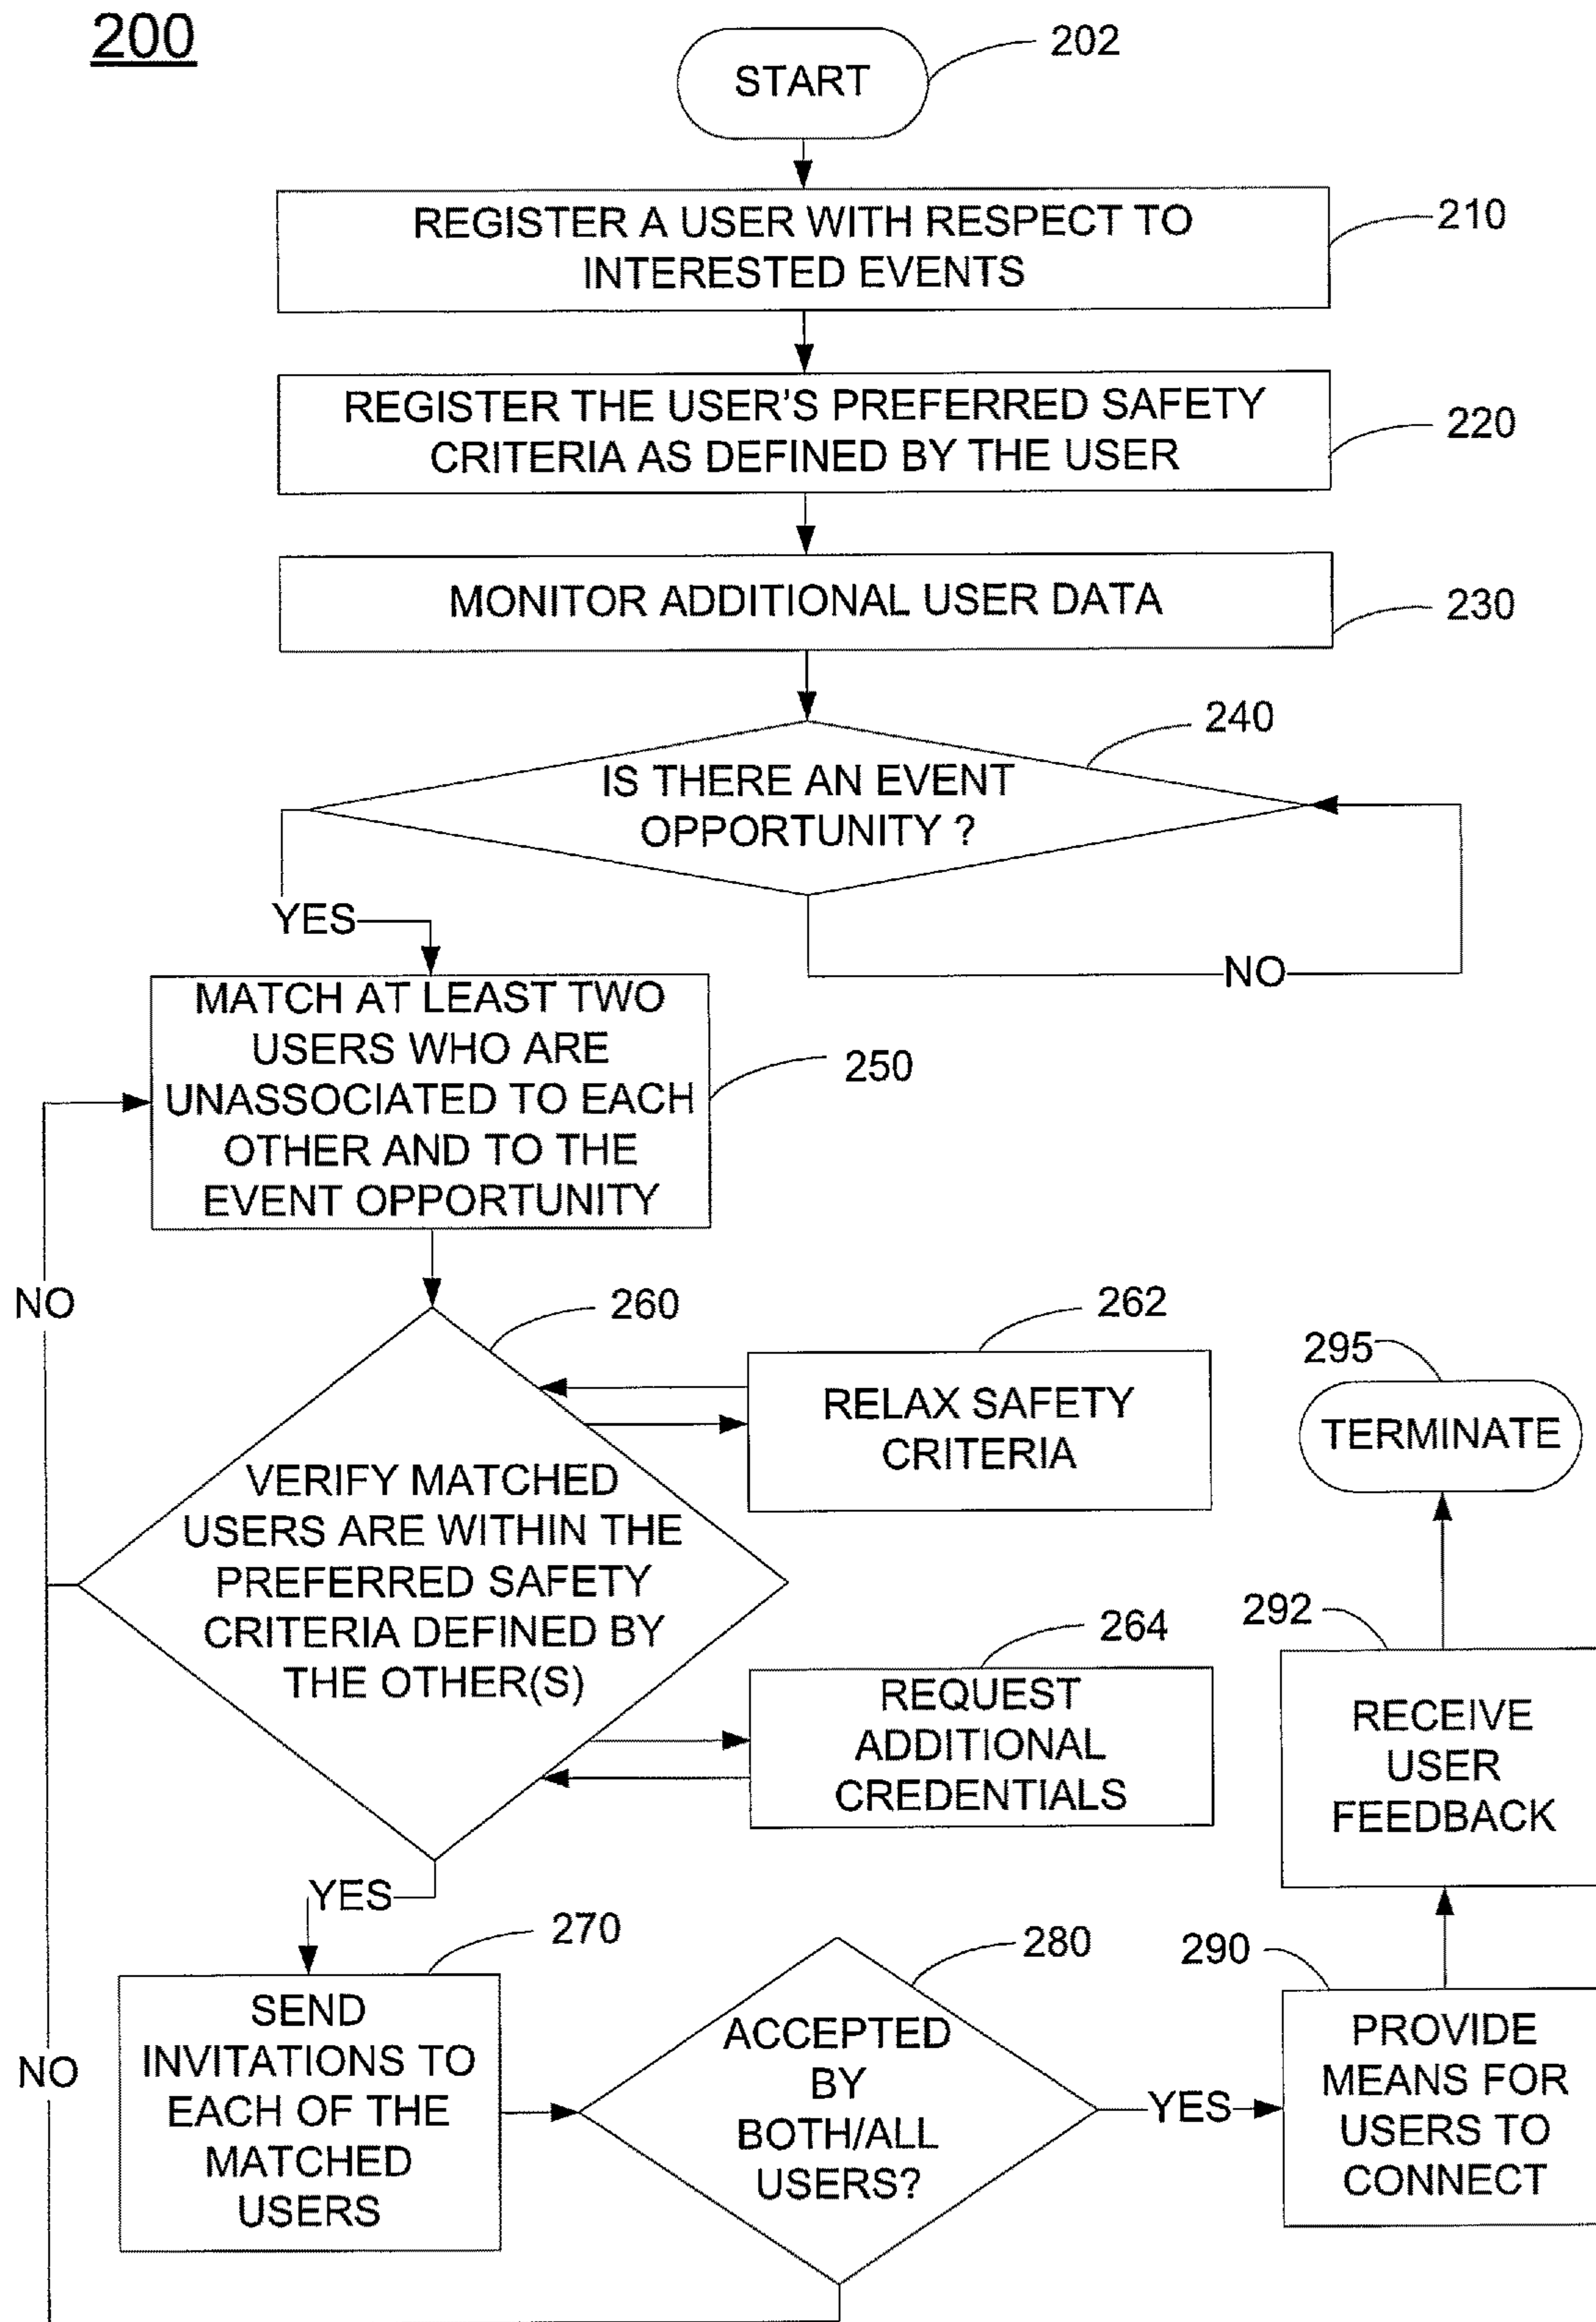 200
START
202
REGISTER A USER WITH RESPECT TO
INTERESTED EVENTS
210
REGISTER THE USER'S PREFERRED SAFETY
CRITERIA AS DEFINED BY THE USER
220
MONITOR ADDITIONAL USER DATA
230
240
IS THERE AN EVENT
OPPORTUNITY ?
YES
NO
MATCH AT LEAST TWO
USERS WHO ARE
UNASSOCIATED TO EACH
OTHER AND TO THE
EVENT OPPORTUNITY
250
NO
260
VERIFY MATCHED
USERS ARE WITHIN THE
PREFERRED SAFETY
CRITERIA DEFINED BY
THE OTHER(S)
262
RELAX SAFETY
CRITERIA
264
REQUEST
ADDITIONAL
CREDENTIALS
295
TERMINATE
292
RECEIVE
USER
FEEDBACK
YES
270
SEND
INVITATIONS TO
EACH OF THE
MATCHED
USERS
NO
280
ACCEPTED
BY
BOTH/ALL
USERS?
YES
290
PROVIDE
MEANS FOR
USERS TO
CONNECT